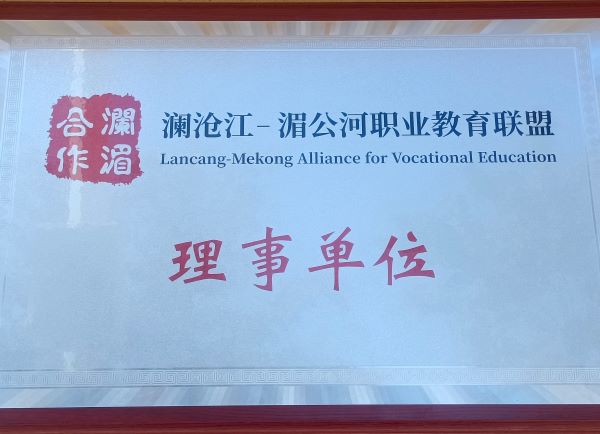 澜湄
合作
澜沧江–湄公河职业教育联盟
Lancang-Mekong Alliance for Vocational Education
理事单位